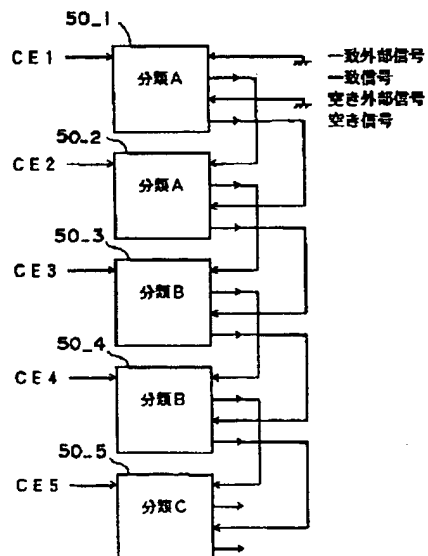 50_1
CE1
分類A
一致外部信号
一致信号
空き外部信号
空き信号
50_2
CE2
分類A
50_3
CE3
分類B
50_4
CE4
分類B
50_5
CE5
分類C